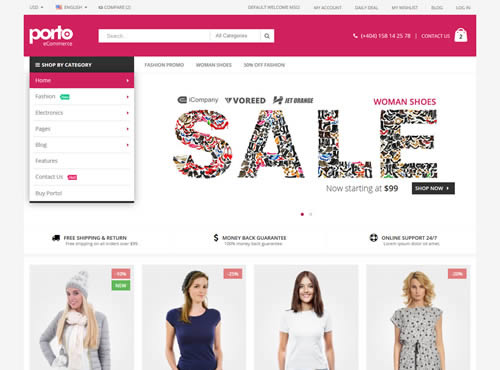 USD ENGLISH COMPARE (2) DEFAULT WELCOME MSG! MY ACCOUNT DAILY DEAL MY WISHLIST BLOG LOG IN
porto
eCommerce
Search... All Categories (+404) 158 14 25 78 | CONTACT US 2
SHOP BY CATEGORY FASHION PROMO WOMAN SHOES 50% OFF FASHION
Home
Fashion
Electronics
Pages
Blog
Features
Contact Us
Buy Porto!
iCompany VOREED JET ORANGE WOMAN SHOES
SALE
Now starting at $99 SHOP NOW
FREE SHIPPING & RETURN
Free shipping on all orders over $99.
MONEY BACK GUARANTEE
100% money back guarantee.
ONLINE SUPPORT 24/7
Lorem ipsum dolor sit amet.
-10%
NEW
-25%
-20%